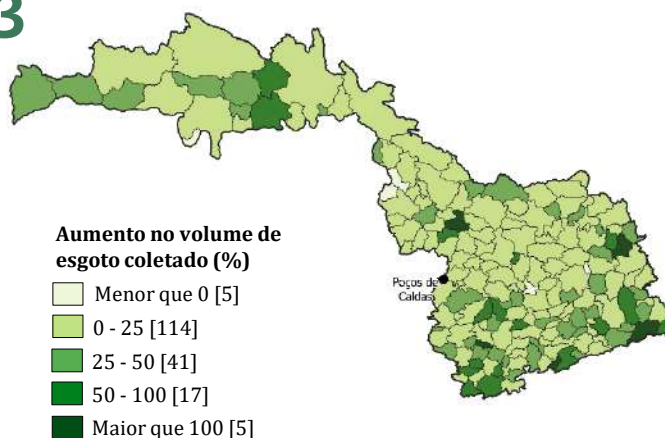 3
Aumento no volume de
esgoto coletado (%)
Menor que 0 [5]
0 - 25 [114]
25 - 50 [41]
50 - 100 [17]
Maior que 100 [5]
Poços de
Caldas